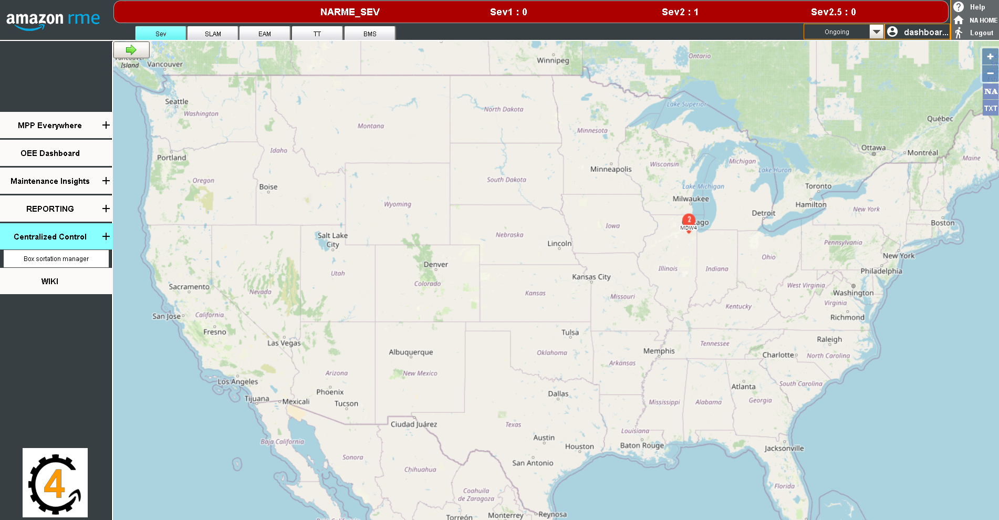 amazon rme
NARME_SEV
Sev1 : 0
Sev2 : 1
Sev2.5 : 0
Help
NA HOME
Logout
Sev
SLAM
EAM
TT
BMS
Ongoing
dashboar...
+
−
NA
TXT
MPP Everywhere +
OEE Dashboard
Maintenance Insights +
REPORTING +
Centralized Control +
Box sortation manager
WIKI
4
Island
Vancouver
Winnipeg
Ontario
Seattle
Washington
Montana
North Dakota
Minnesota
Lake Superior
Québec
Ottawa
Montréal
Maine
Portland
Idaho
Oregon
Boise
Wyoming
South Dakota
Minneapolis
Wisconsin
Michigan
Lake Huron
Lake Michigan
Toronto
Hamilton
Milwaukee
Detroit
New York
Boston
2
MDW4
cago
Iowa
Nebraska
Lincoln
Salt Lake
City
Denver
Colorado
Utah
Nevada
Sacramento
San Jose
California
Fresno
Las Vegas
Kansas City
Kansas
Missouri
Illinois
Indiana
Ohio
Pennsylvania
New York
Philadelphia
West Virginia
Washington
Virginia
Kentucky
Richmond
Raleigh
Tulsa
Oklahoma
Memphis
Tennessee
Charlotte
North Carolina
Arkansas
Albuquerque
New Mexico
Arizona
Los Angeles
Phoenix
Tucson
Tijuana
Mexicali
Dallas
Atlanta
South Carolina
Georgia
Mississippi
Alabama
Ciudad Juárez
Texas
Louisiana
Baja California
Austin
Houston
Baton Rouge
Jacksonville
San Antonio
Sonora
Chihuahua
Coahuila
de Zaragoza
Florida
Torreón
Monterrey
Reynosa